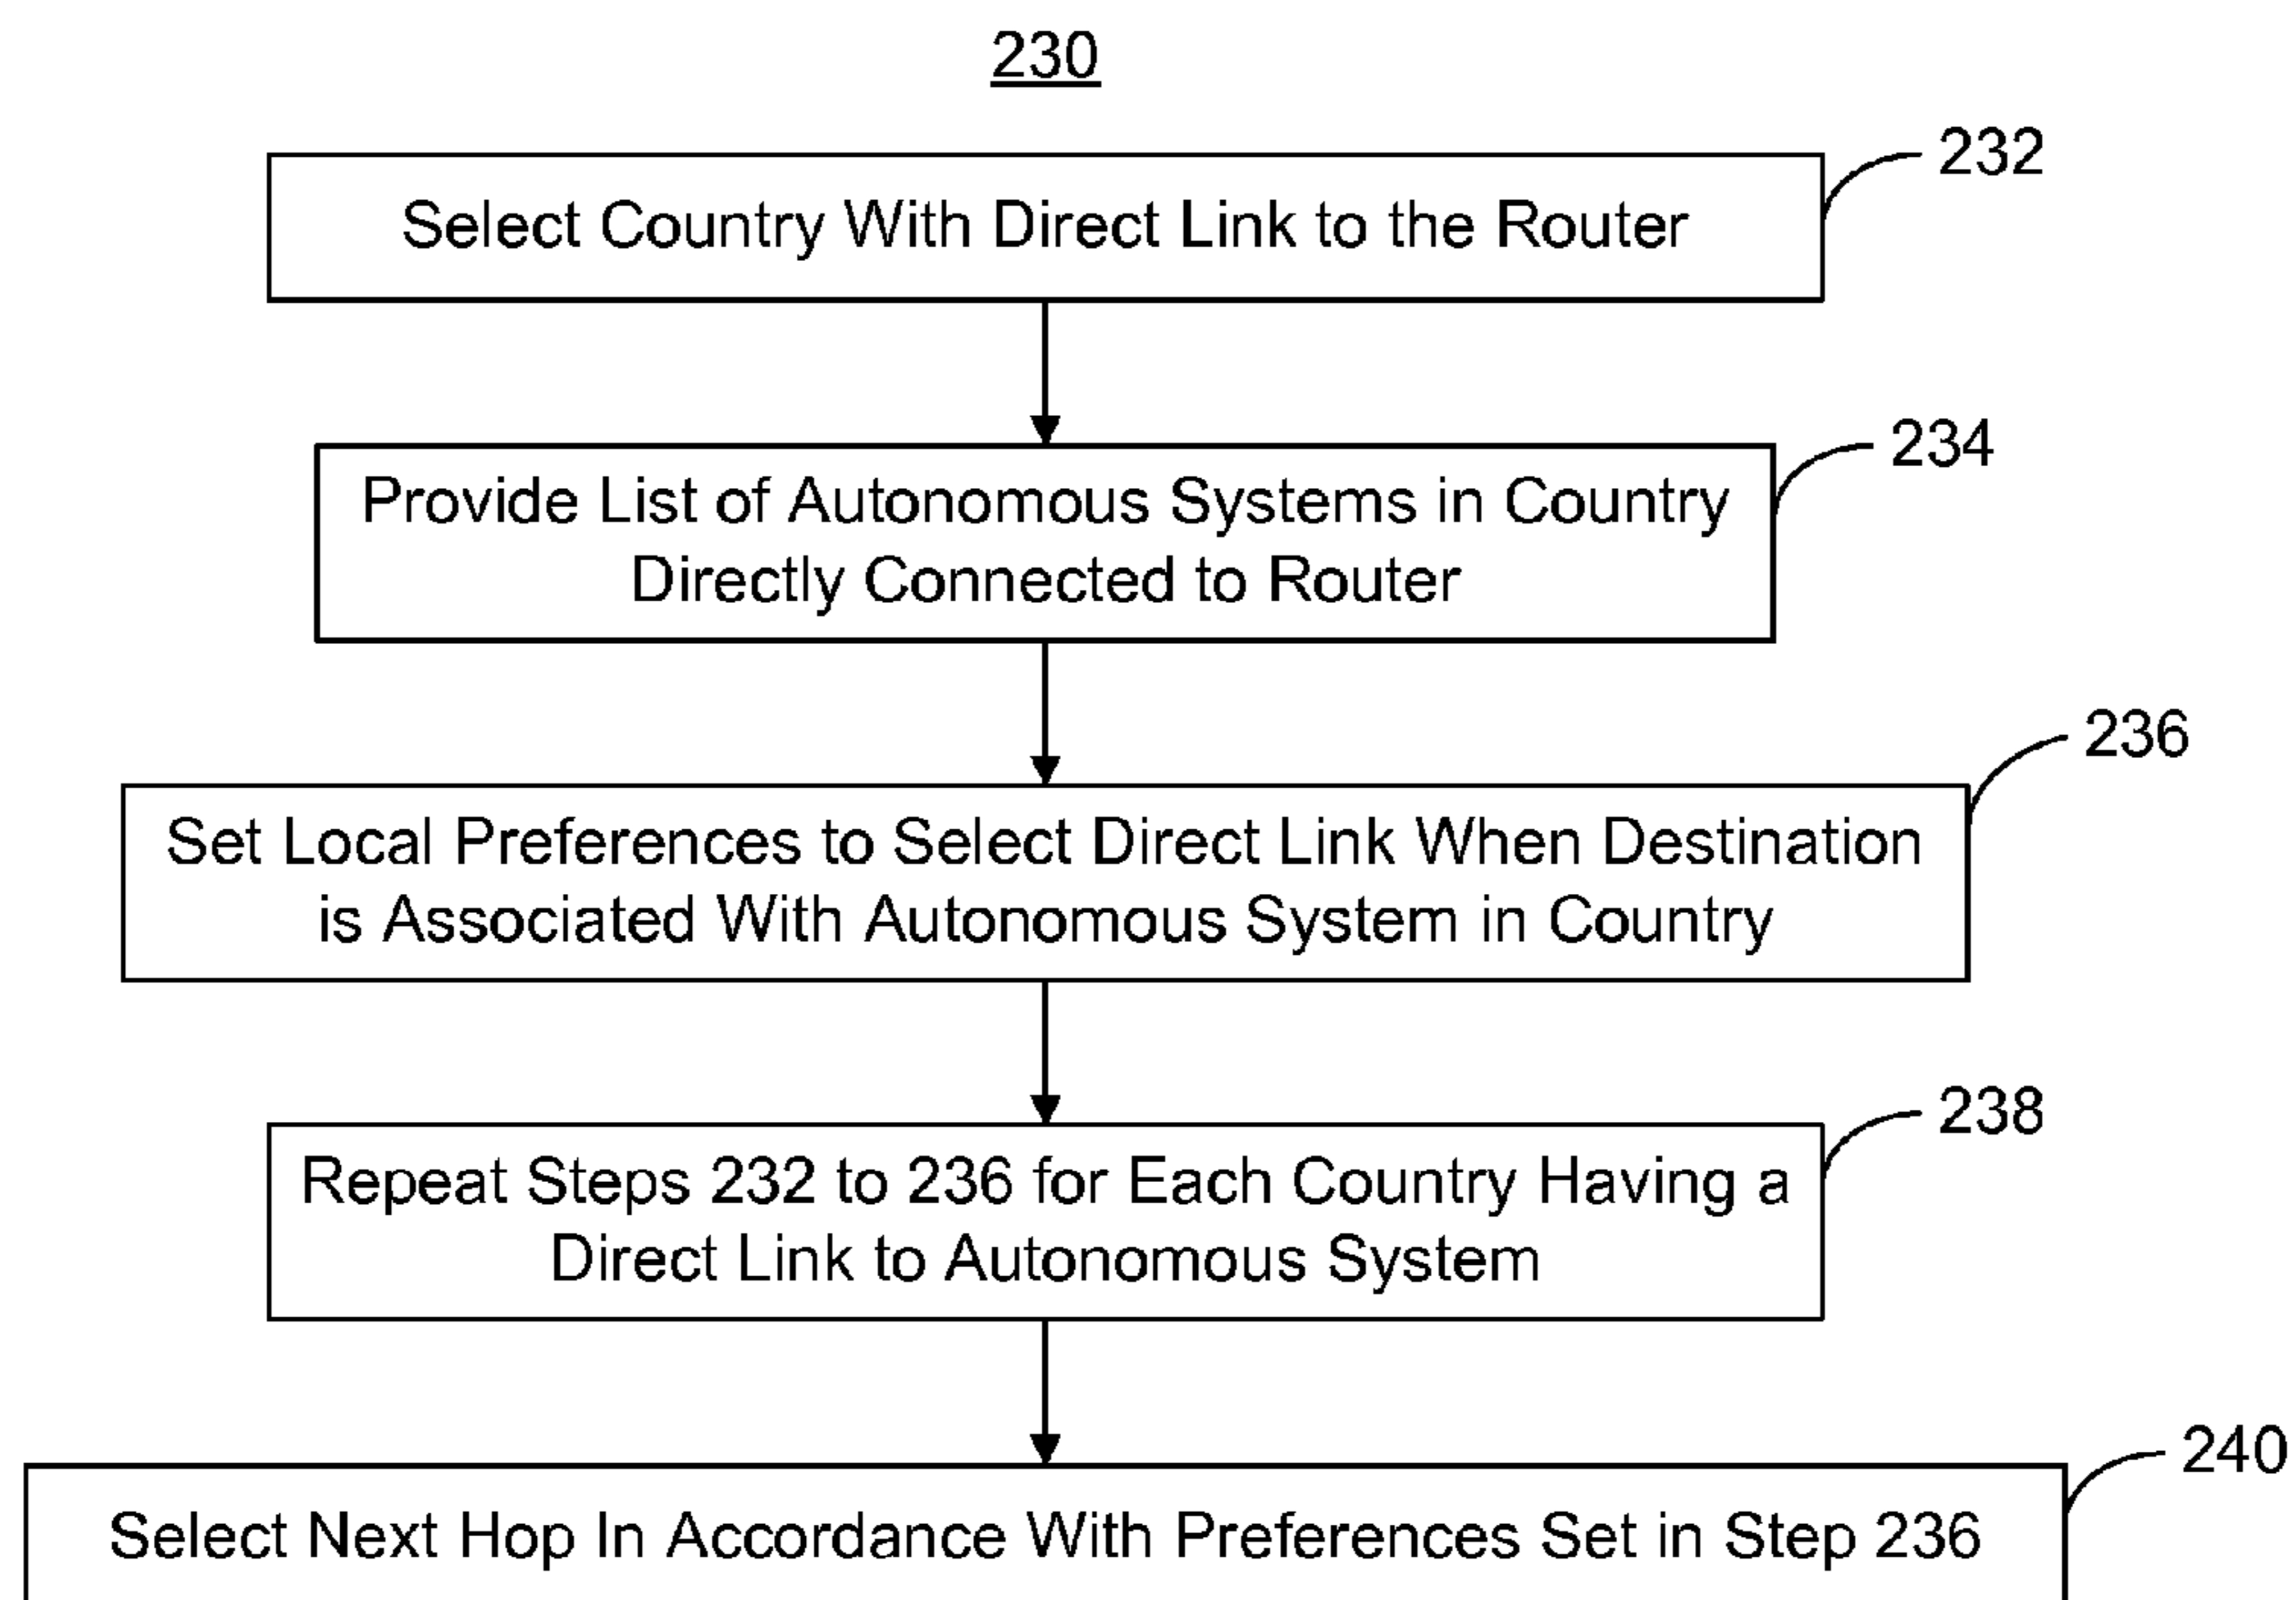 230
232
Select Country With Direct Link to the Router
234
Provide List of Autonomous Systems in Country
Directly Connected to Router
236
Set Local Preferences to Select Direct Link When Destination
is Associated With Autonomous System in Country
238
Repeat Steps 232 to 236 for Each Country Having a
Direct Link to Autonomous System
240
Select Next Hop In Accordance With Preferences Set in Step 236